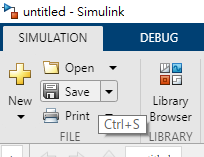 untitled - Simulink
SIMULATION
DEBUG
New
Open
Save
Print
Ctrl+S
Library
Browser
FILE
LIBRARY